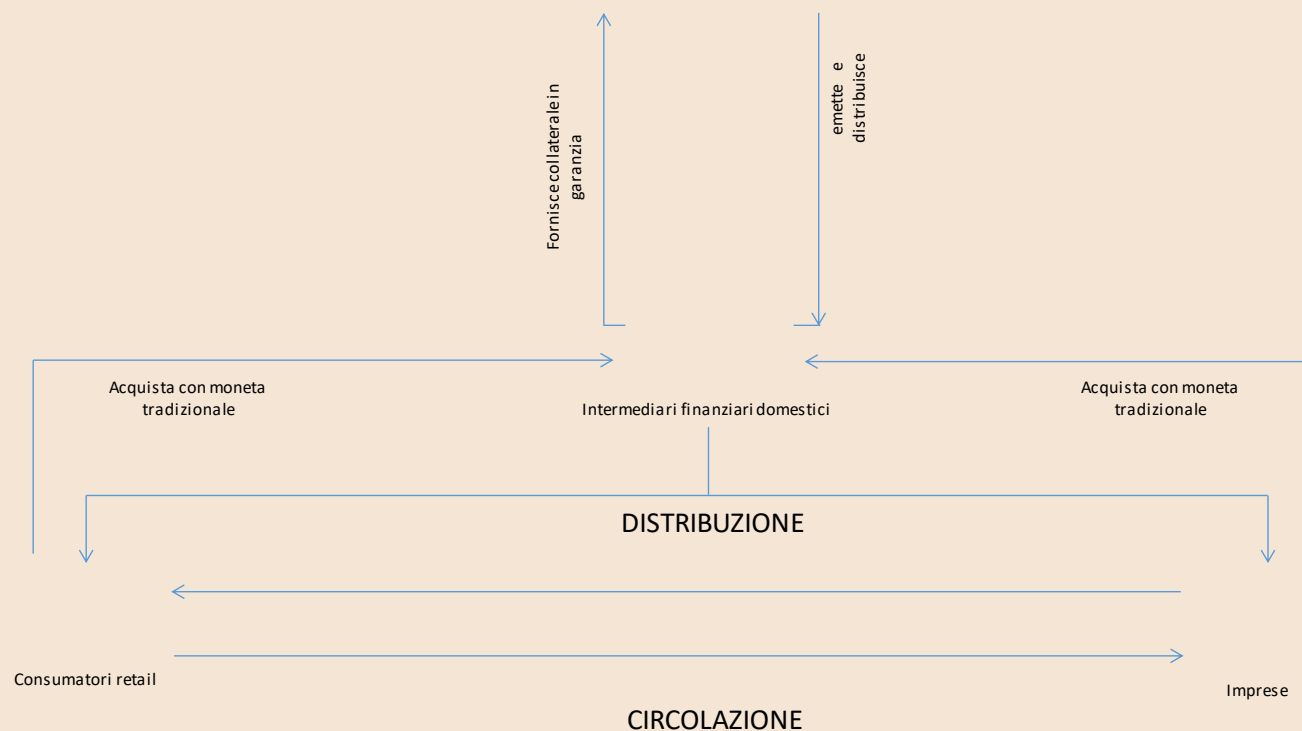 Fornisce collaterale in
garanzia
emette e
distribuisce
Acquista con moneta
tradizionale
Intermediari finanziari domestici
Acquista con moneta
tradizionale
DISTRIBUZIONE
Consumatori retail
Imprese
CIRCOLAZIONE